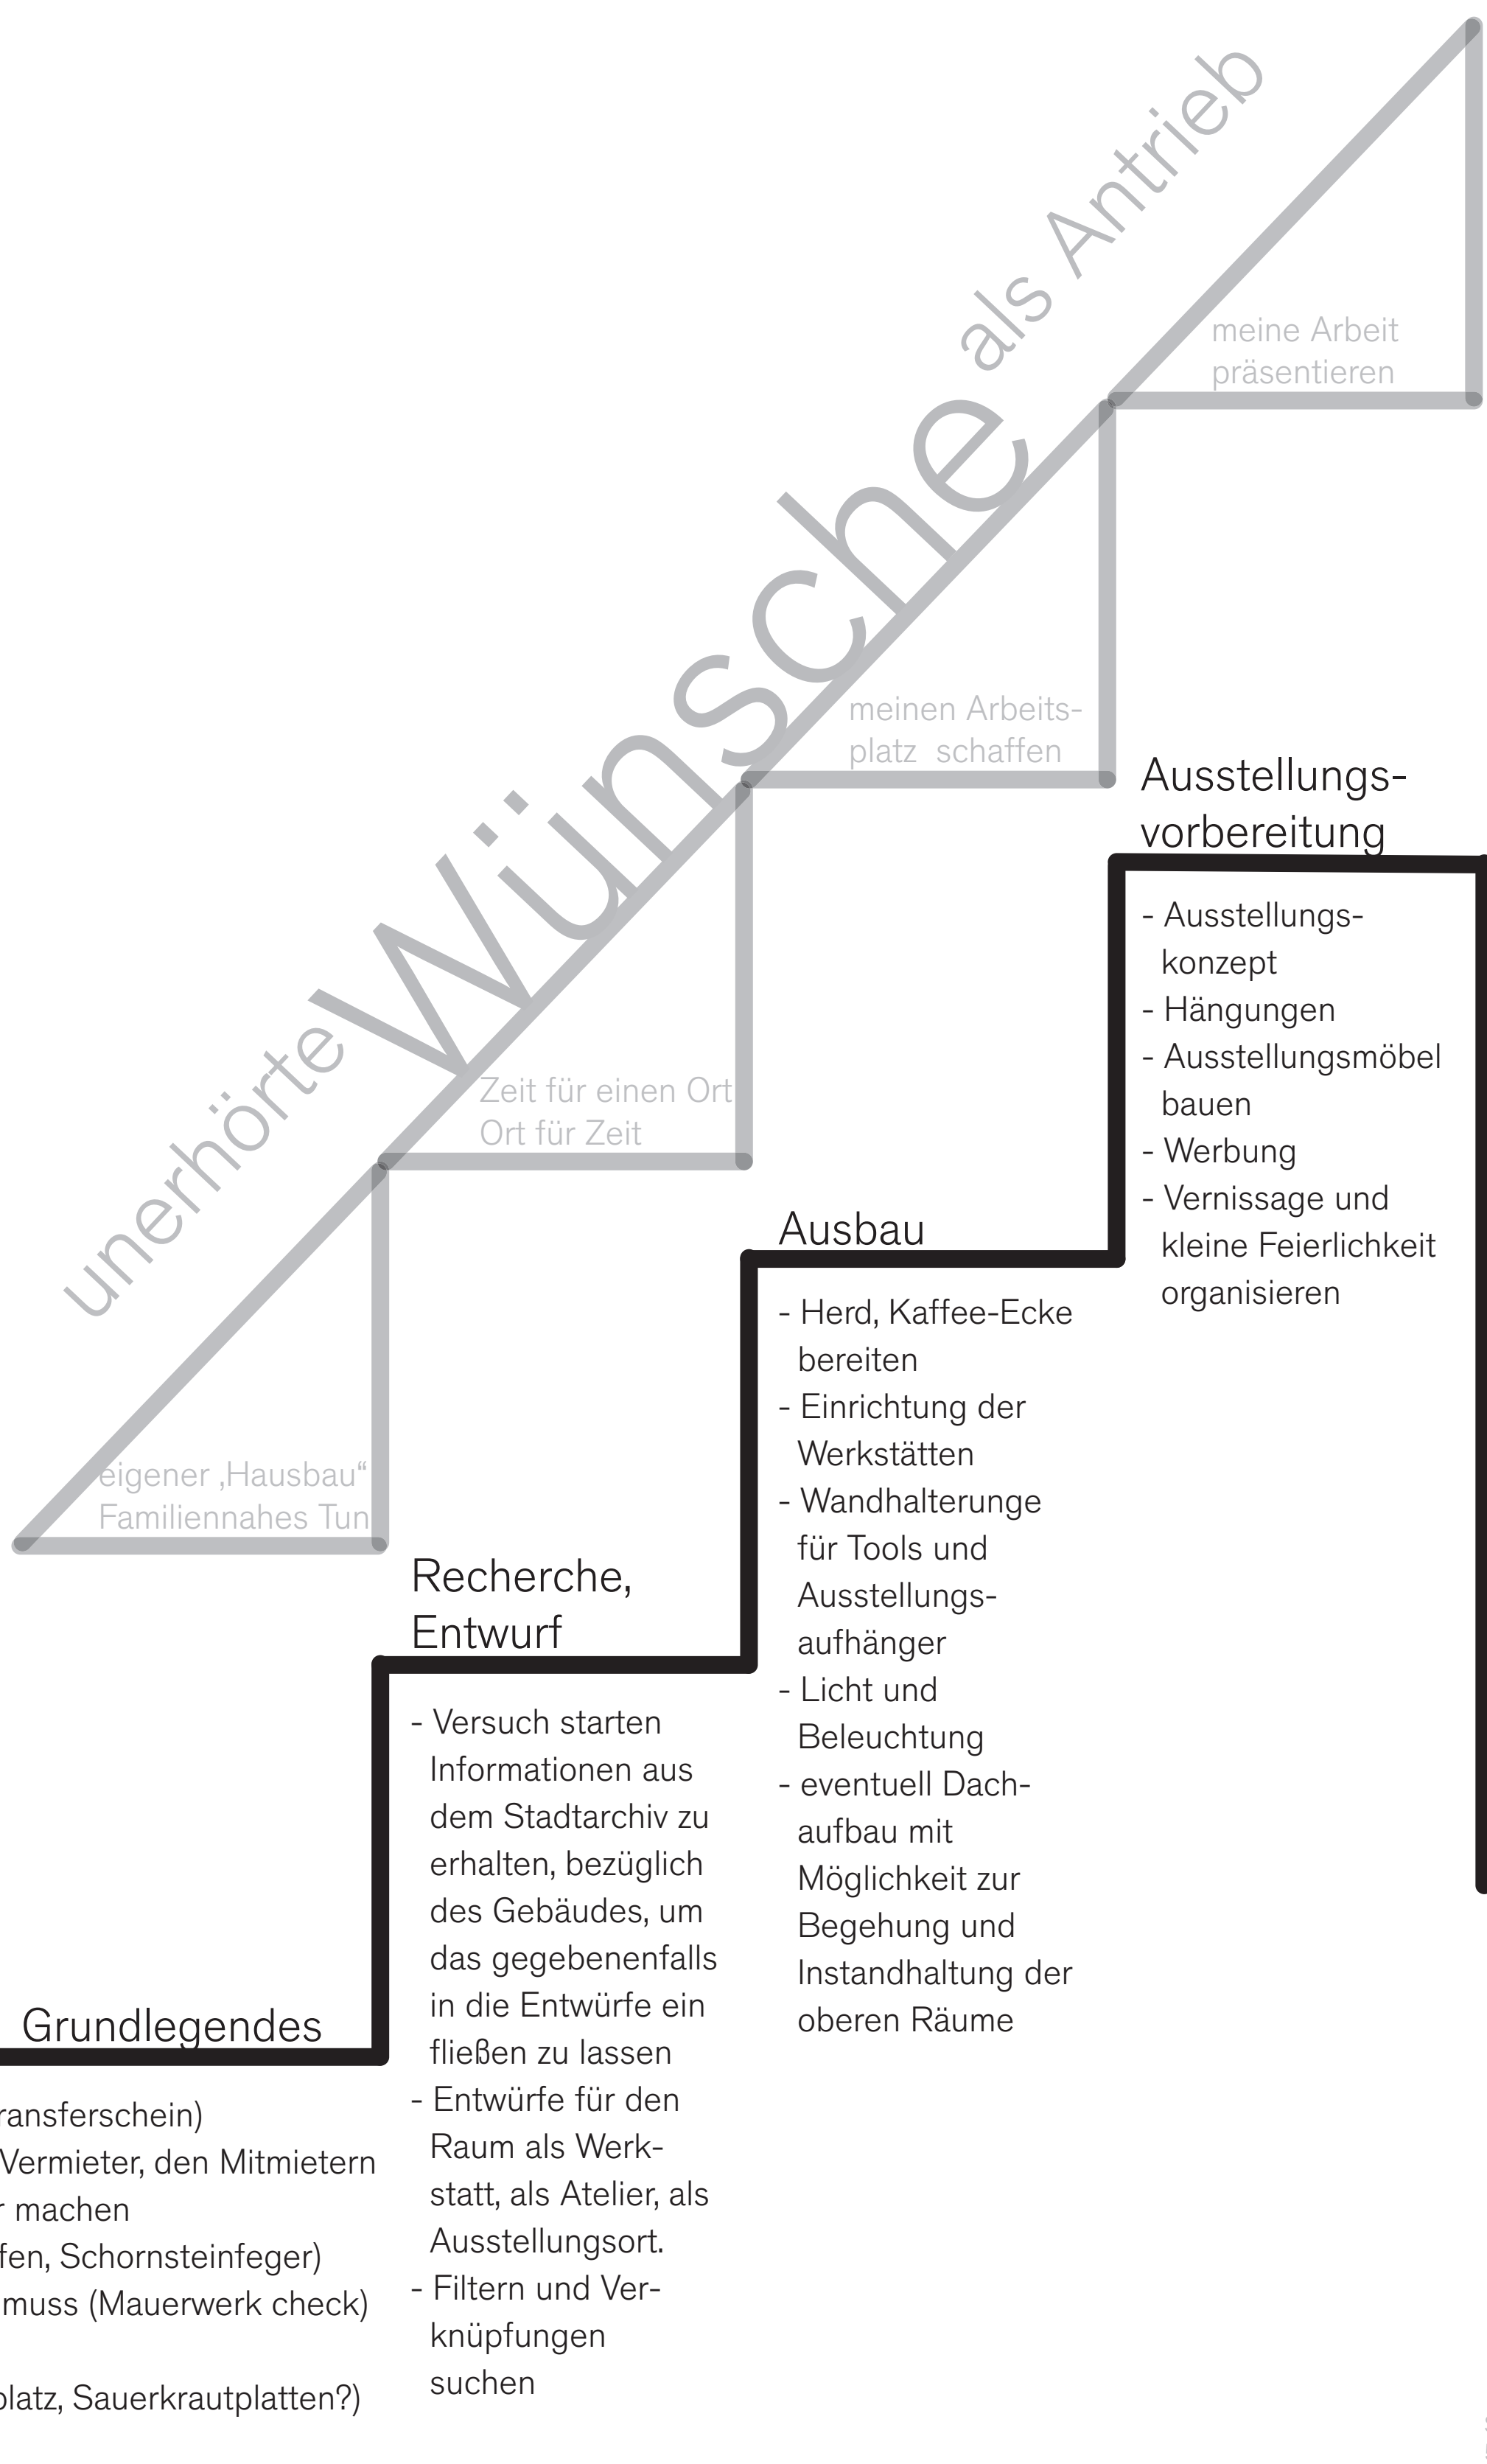 unerhörte Wünsche als Antrieb
meine Arbeit
präsentieren
meinen Arbeits-
platz schaffen
Zeit für einen Ort
Ort für Zeit
eigener ‚Hausbau“
Familiennahes Tun
Ausstellungs-
vorbereitung
- Ausstellungs-
konzept
- Hängungen
- Ausstellungsmöbel
bauen
- Werbung
- Vernissage und
kleine Feierlichkeit
organisieren
Ausbau
- Herd, Kaffee-Ecke
bereiten
- Einrichtung der
Werkstätten
- Wandhalterunge
für Tools und
Ausstellungs-
aufhänger
- Licht und
Beleuchtung
- eventuell Dach-
aufbau mit
Möglichkeit zur
Begehung und
Instandhaltung der
oberen Räume
Recherche,
Entwurf
- Versuch starten
Informationen aus
dem Stadtarchiv zu
erhalten, bezüglich
des Gebäudes, um
das gegebenenfalls
in die Entwürfe ein
fließen zu lassen
- Entwürfe für den
Raum als Werk-
statt, als Atelier, als
Ausstellungsort.
- Filtern und Ver-
knüpfungen
suchen
Grundlegendes
ransferschein)
Vermieter, den Mitmietern
r machen
fen, Schornsteinfeger)
muss (Mauerwerk check)
platz, Sauerkrautplatten?)